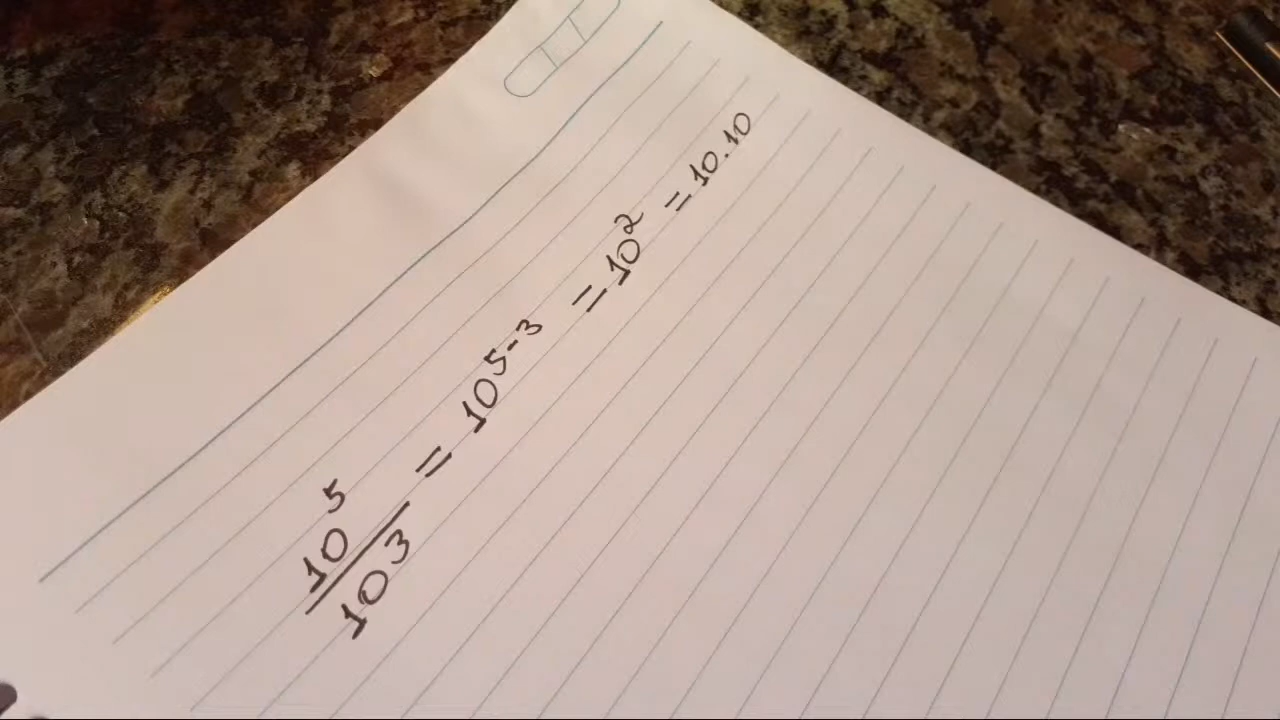 10^5/10^3 = 10^5-3 = 10^2 = 10.10